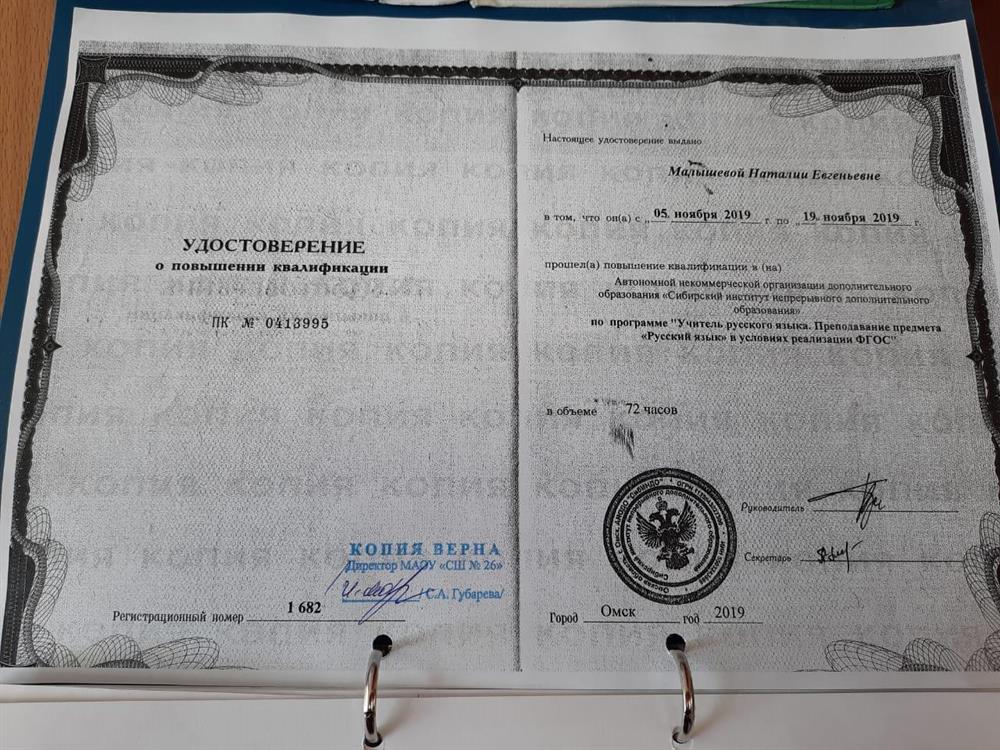 УДОСТОВЕРЕНИЕ
о повышении квалификации
ПК № 0413995
КОПИЯ ВЕРНА
Директор МАОУ «СШ № 26»
/С.А. Губарева/
Регистрационный номер 1 682
Настоящее удостоверение выдано
Малышевой Наталии Евгеньевне
в том, что он(а) с „05. ноября 2019 г. по „19. ноября 2019 г.
прошел(а) повышение квалификации в (на)
Автономной некоммерческой организации дополнительного
образования «Сибирский институт непрерывного дополнительного
образования»
по программе "Учитель русского языка. Преподавание предмета
«Русский язык» в условиях реализации ФГОС"
в объеме 72 часов
Руководитель
Секретарь
Город Омск год 2019